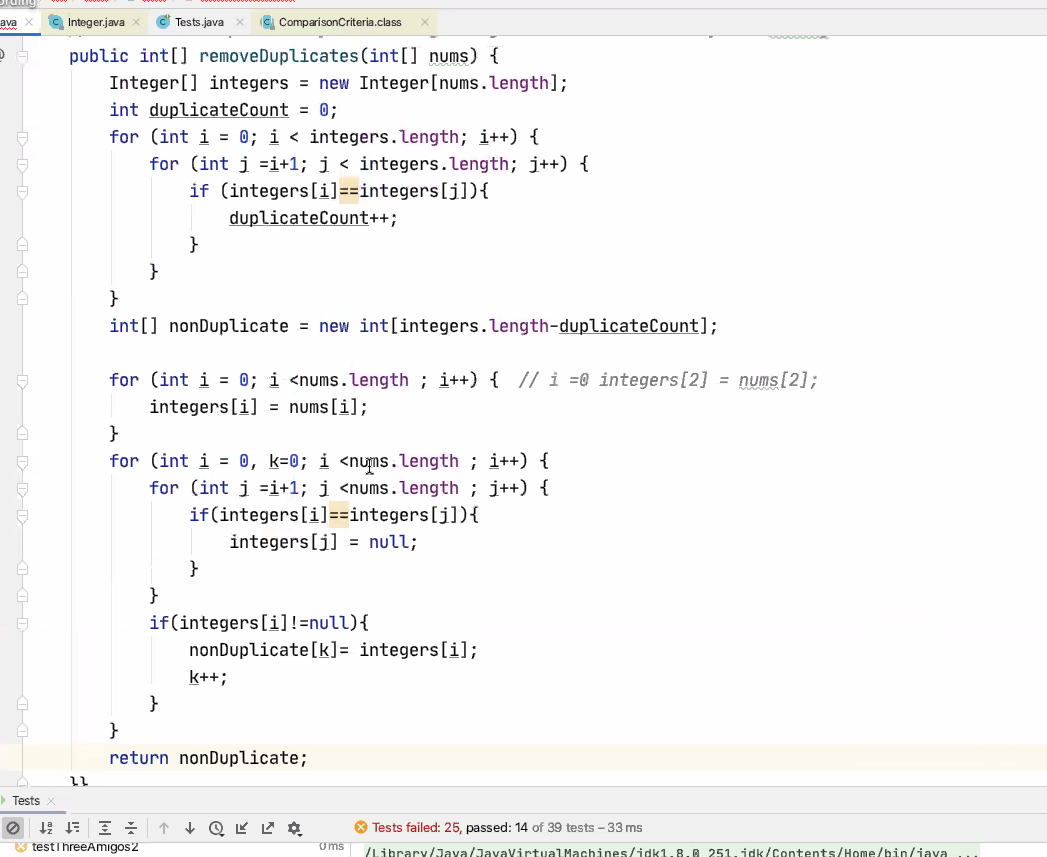 ording
ava Integer.java Tests.java ComparisonCriteria.class
public int[] removeDuplicates(int[] nums) {
Integer[] integers = new Integer[nums.length];
int duplicateCount = 0;
for (int i = 0; i < integers.length; i++) {
for (int j =i+1; j < integers.length; j++) {
if (integers[i]==integers[j]){
duplicateCount++;
}
}
}
int[] nonDuplicate = new int[integers.length-duplicateCount];
for (int i = 0; i <nums.length ; i++) { // i =0 integers[2] = nums[2];
integers[i] = nums[i];
}
for (int i = 0, k=0; i <nums.length ; i++) {
for (int j =i+1; j <nums.length ; j++) {
if(integers[i]==integers[j]){
integers[j] = null;
}
}
if(integers[i]!=null){
nonDuplicate[k]= integers[i];
k++;
}
}
return nonDuplicate;
}}
Tests
Tests failed: 25, passed: 14 of 39 tests – 33 ms
testThreeAmigos2 0 ms /Library/Java/JavaVirtualMachines/jdk1.8.0_251.jdk/Contents/Home/bin/java ...